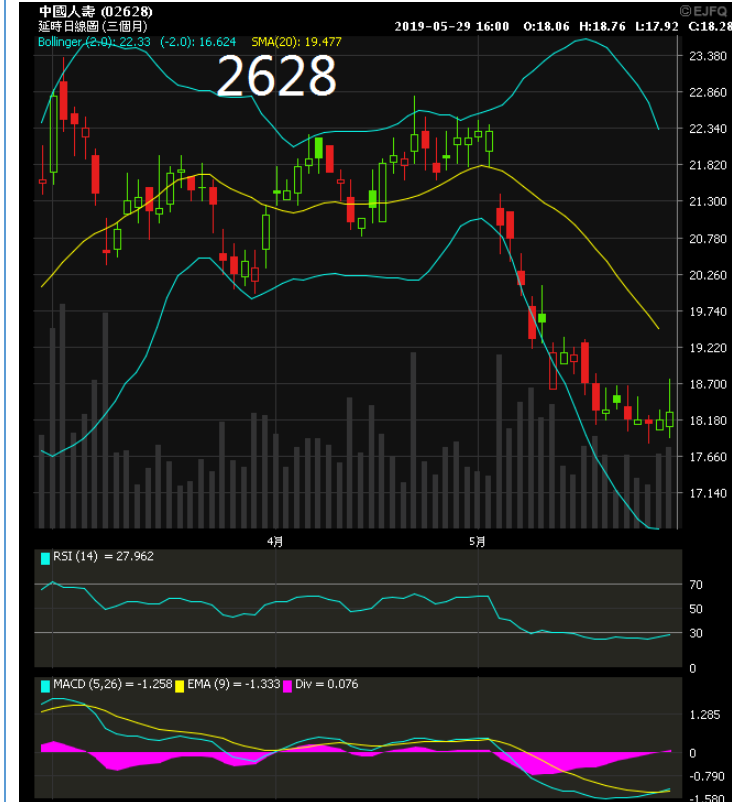 中國人壽 (02628)
©EJFQ
延時日線圖 (三個月)
2019-05-29 16:00 O:18.06 H:18.76 L:17.92 C:18.28
Bollinger (2.0): 22.33 (-2.0): 16.624 SMA(20): 19.477
2628
23.380
22.860
22.340
21.820
21.300
20.780
20.260
19.740
19.220
18.700
18.180
17.660
17.140
4月 5月
RSI (14) = 27.962
70
50
30
0
MACD (5,26) = -1.258 EMA (9) = -1.333 Div = 0.076
1.285
0
-0.790
-1.580